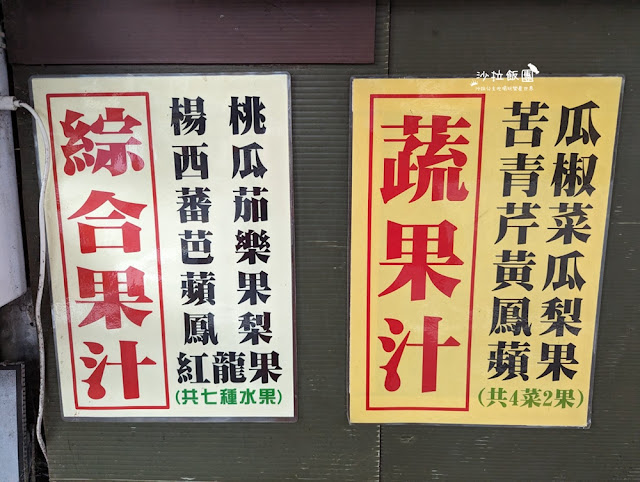 沙拉飯團
綜合果汁
楊桃
西瓜
蕃茄
芭樂
蘋果
鳳梨
紅龍果
(共七種水果)
蔬果汁
苦瓜
青椒
芹菜
黃瓜
鳳梨
蘋果
(共4菜2果)